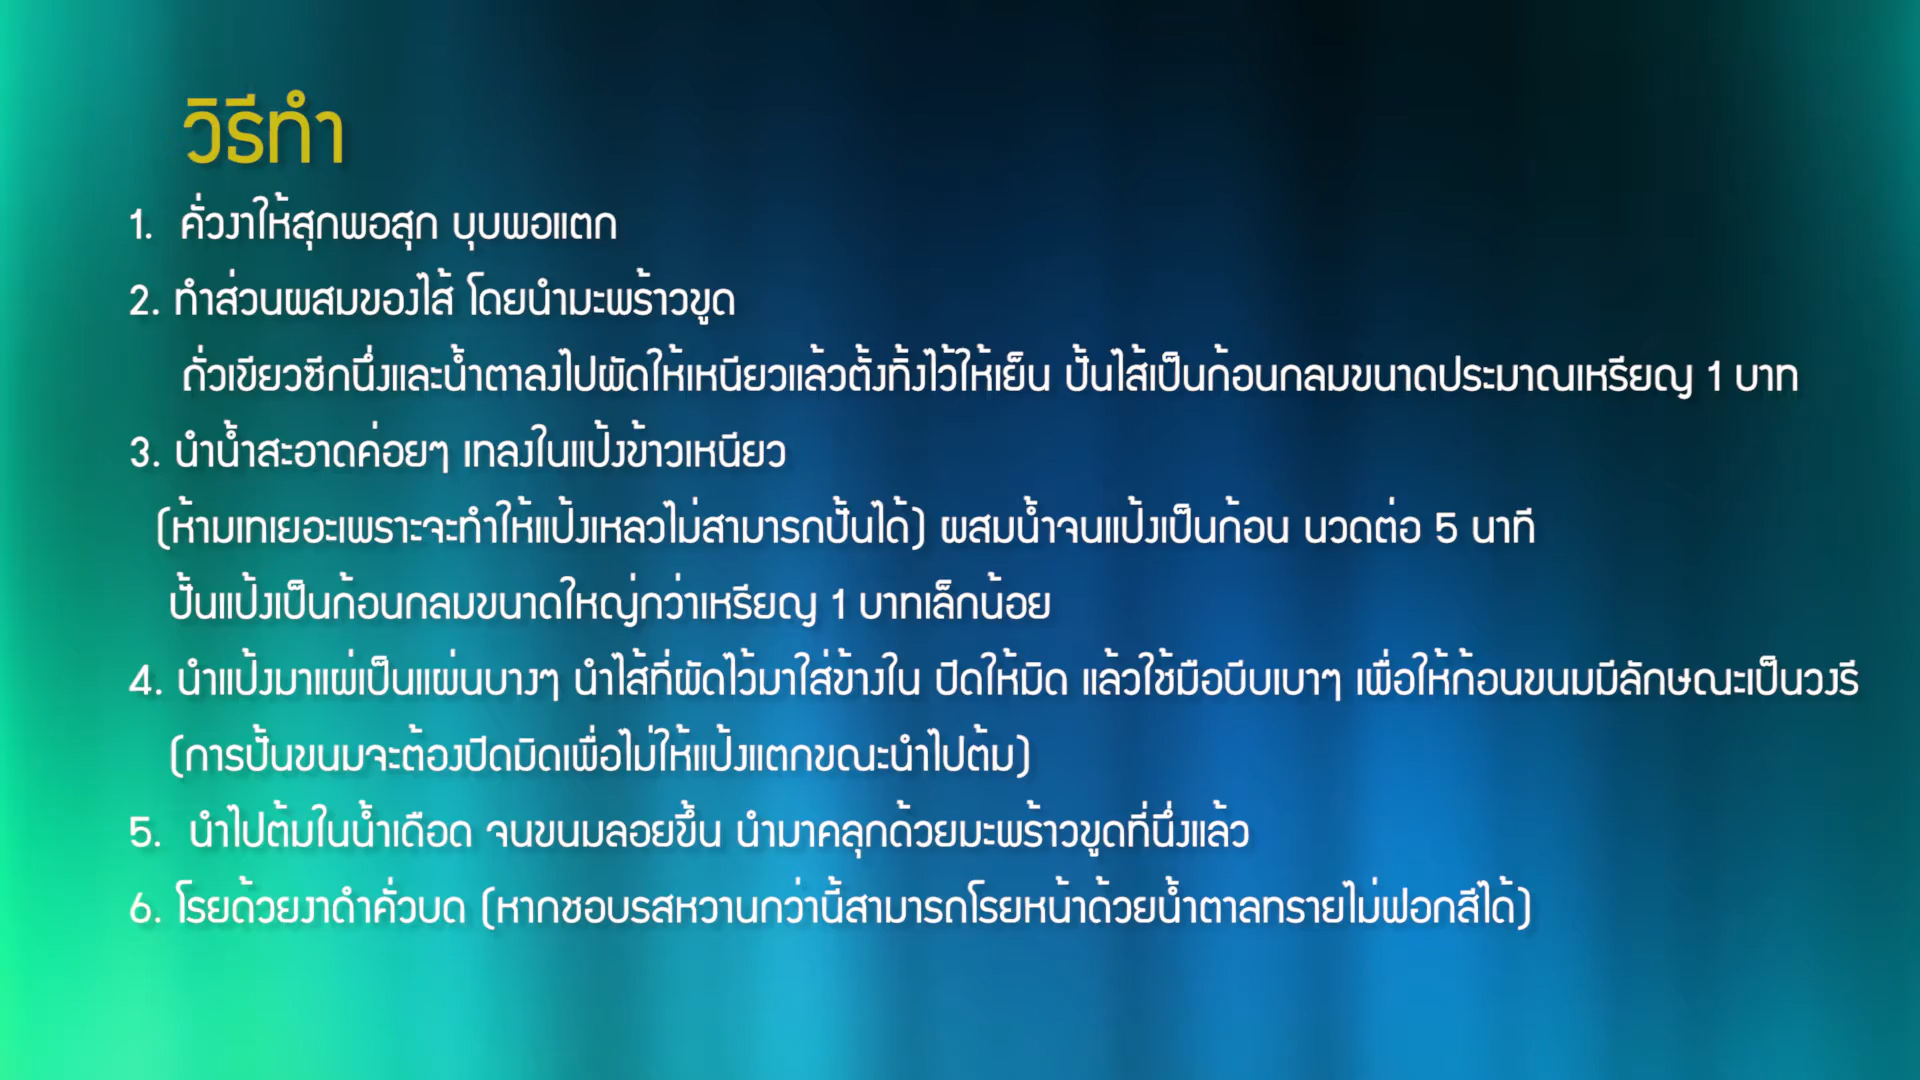 วิธีทำ
1. คั่วงาให้สุกพอสุก บุบพอแตก
2. ทำส่วนผสมของไส้ โดยนำมะพร้าวขูด
ถั่วเขียวซีกนึ่งและน้ำตาลงไปผัดให้เหนียวแล้วตั้งทิ้งไว้ให้เย็น ปั้นไส้เป็นก้อนกลมขนาดประมาณเหรียญ 1 บาท
3. นำน้ำสะอาดค่อยๆ เทลงในแป้งข้าวเหนียว
(ห้ามเทเยอะเพราะจะทำให้แป้งเหลวไม่สามารถปั้นได้) ผสมน้ำจนแป้งเป็นก้อน นวดต่อ 5 นาที
ปั้นแป้งเป็นก้อนกลมขนาดใหญ่กว่าเหรียญ 1 บาทเล็กน้อย
4. นำแป้งมาแผ่เป็นแผ่นบางๆ นำไส้ที่ผัดไว้มาใส่ข้างใน ปิดให้มิด แล้วใช้มือบีบเบาๆ เพื่อให้ก้อนขนมมีลักษณะเป็นวงรี
(การปั้นขนมจะต้องปิดมิดเพื่อไม่ให้แป้งแตกขณะนำไปต้ม)
5. นำไปต้มในน้ำเดือด จนขนมลอยขึ้น นำมาคลุกด้วยมะพร้าวขูดที่นึ่งแล้ว
6. โรยด้วยงาดำคั่วบด (หากชอบรสหวานกว่านี้สามารถโรยหน้าด้วยน้ำตาลทรายไม่ฟอกสีได้)